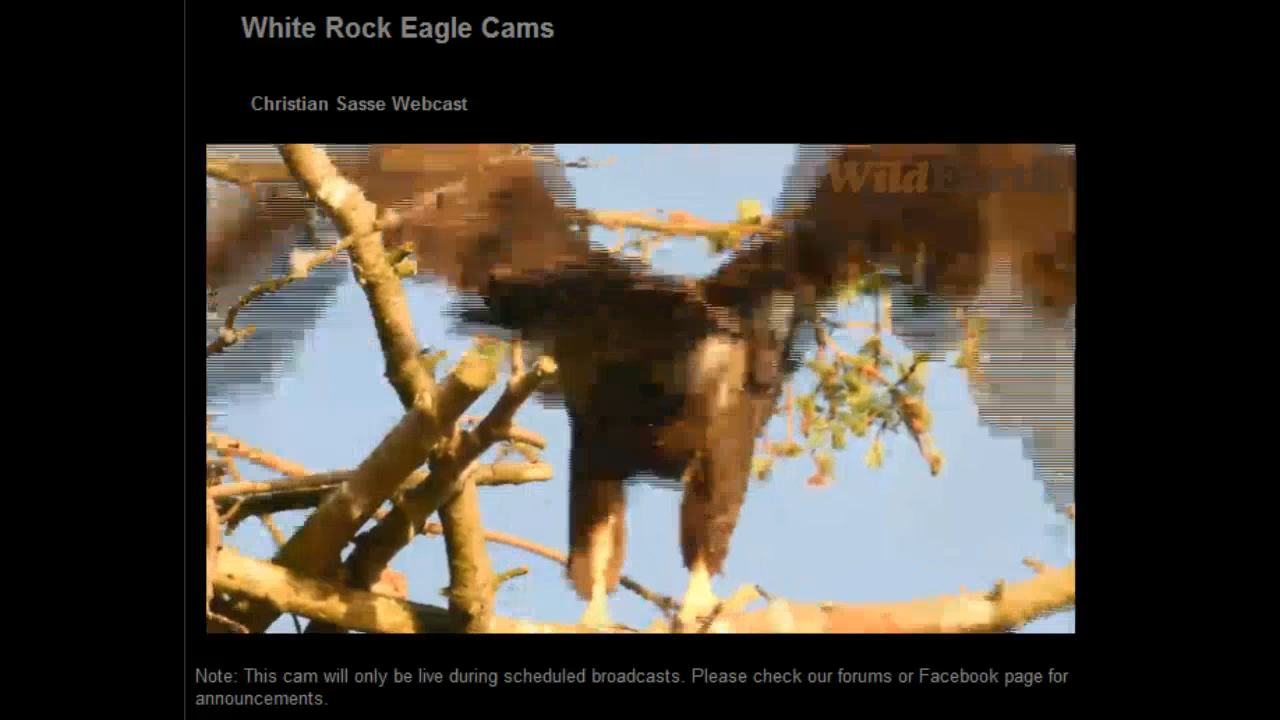 White Rock Eagle Cams
Christian Sasse Webcast
WildEarth
Note: This cam will only be live during scheduled broadcasts. Please check our forums or Facebook page for
announcements.